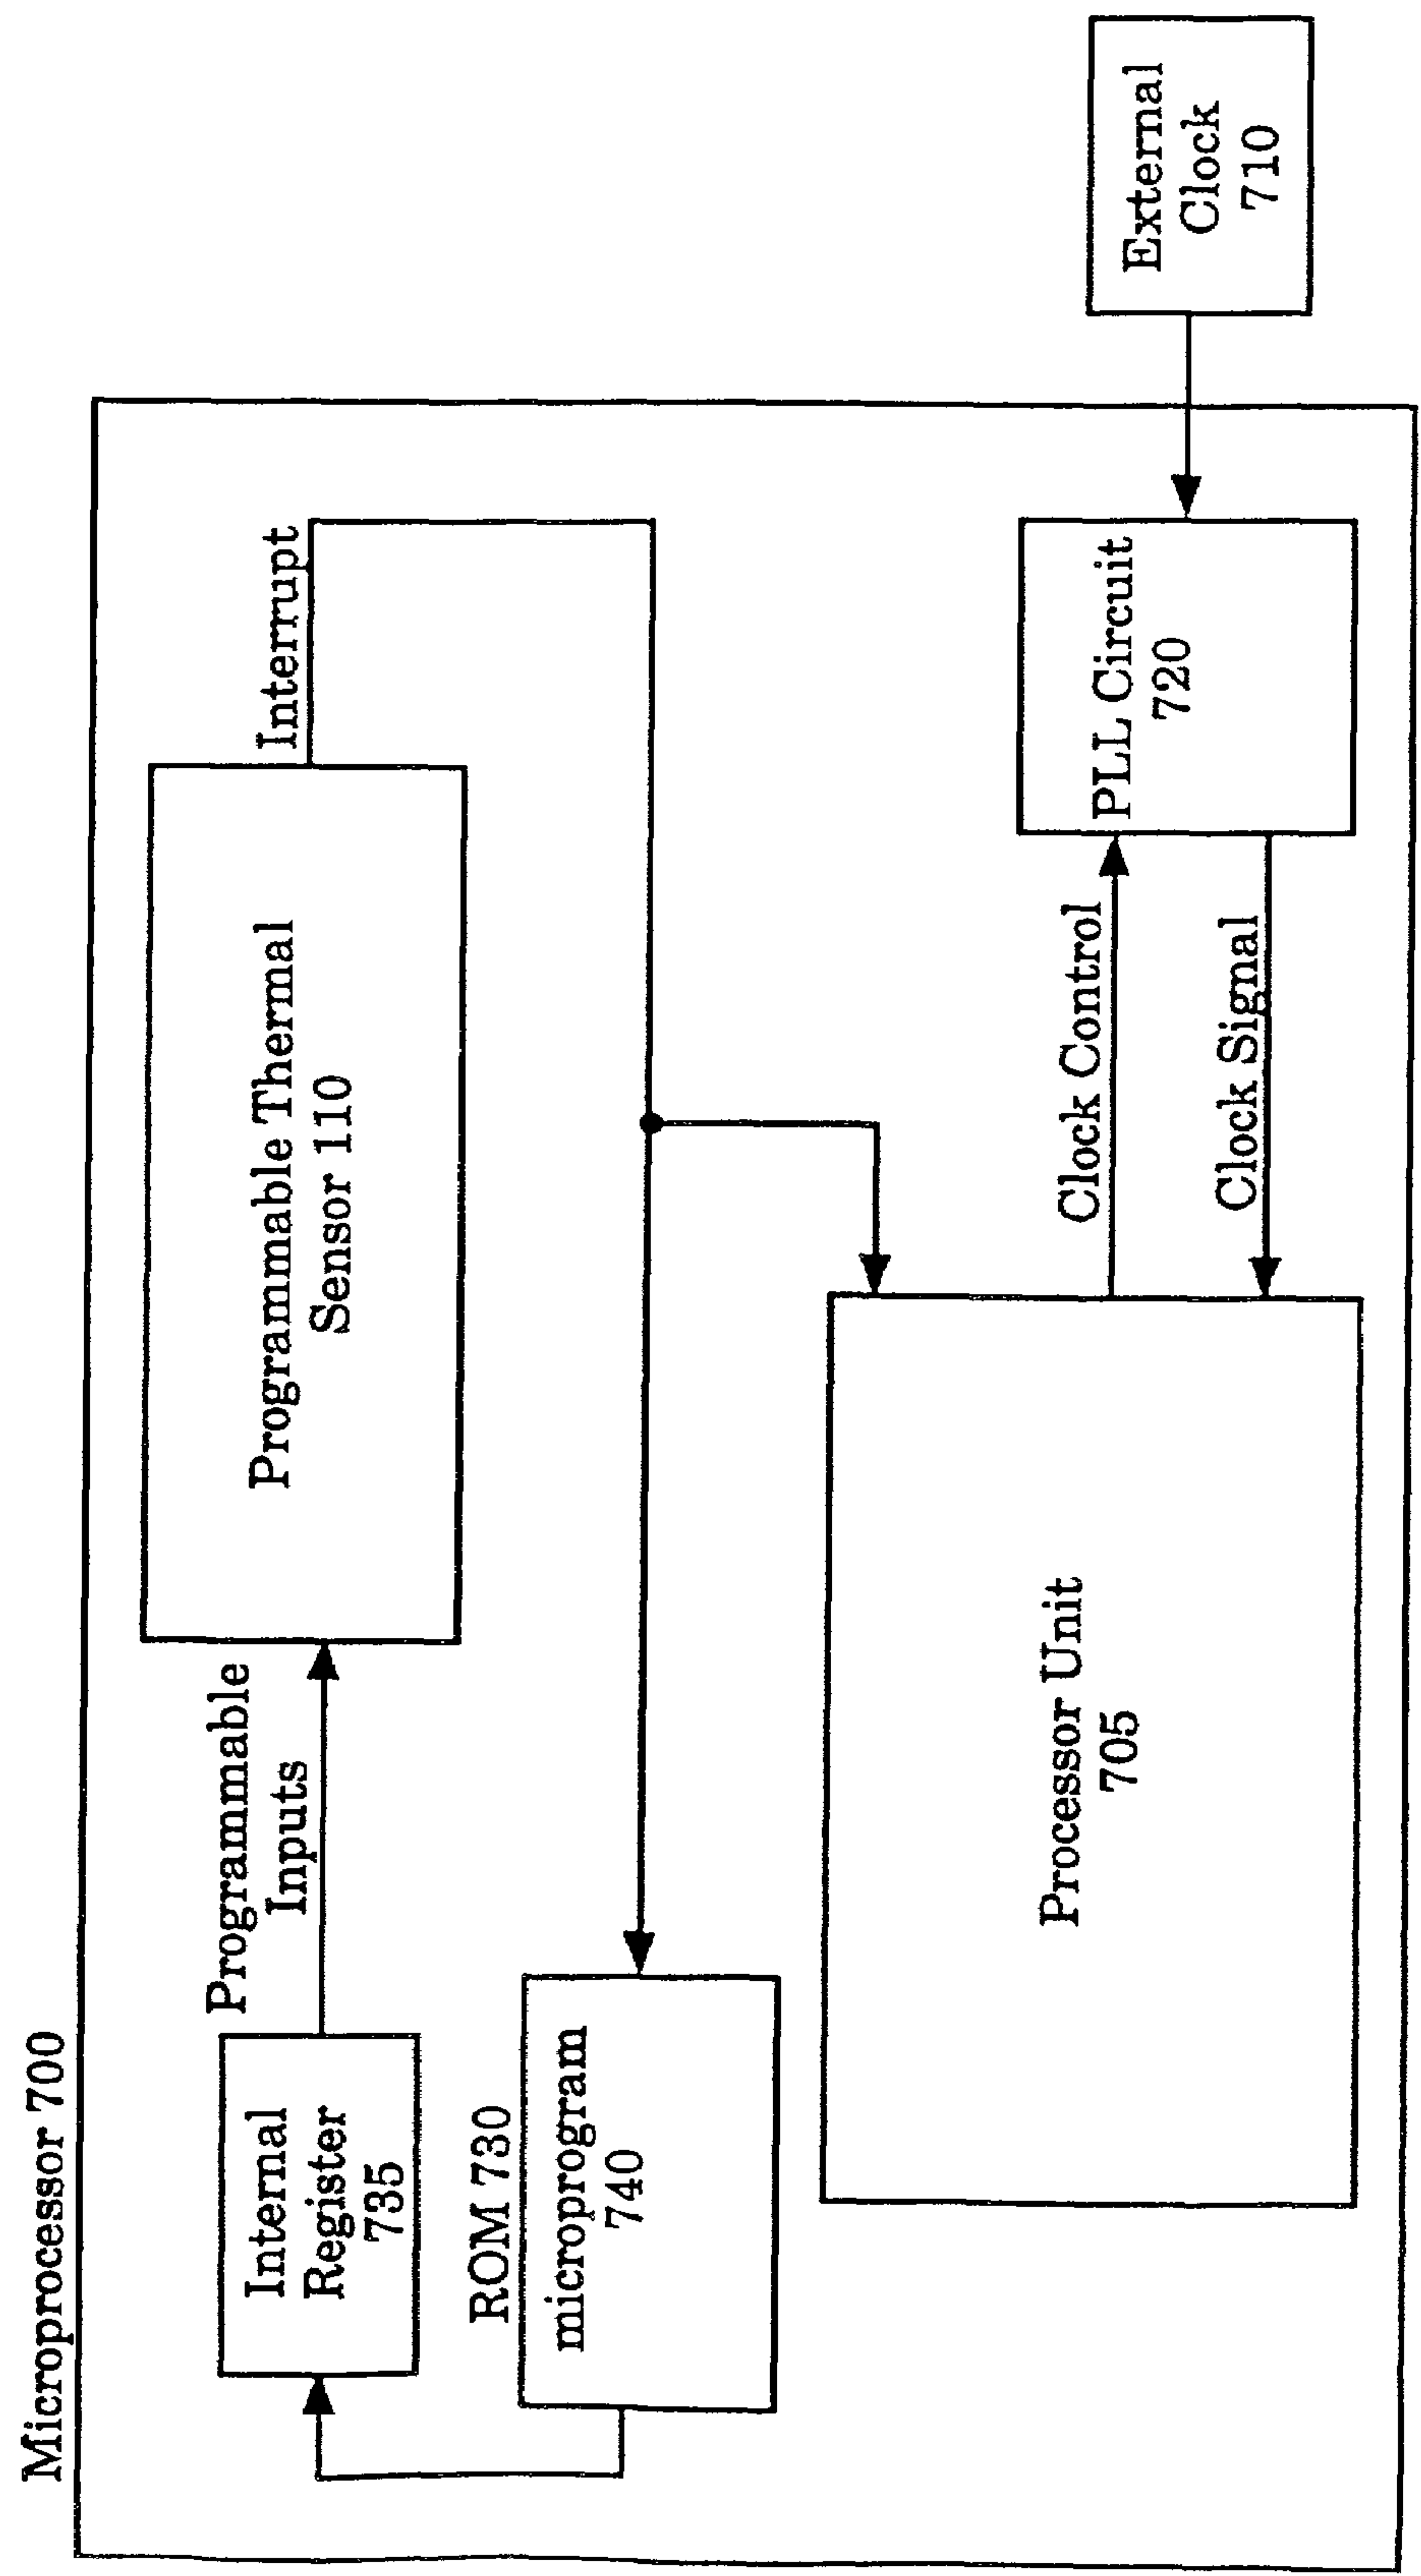 Microprocessor 700
Internal
Register
735
Programmable
Inputs
Programmable Thermal
Sensor 110
Interrupt
ROM 730
microprogram
740
Processor Unit
705
Clock Control
Clock Signal
PLL Circuit
720
External
Clock
710